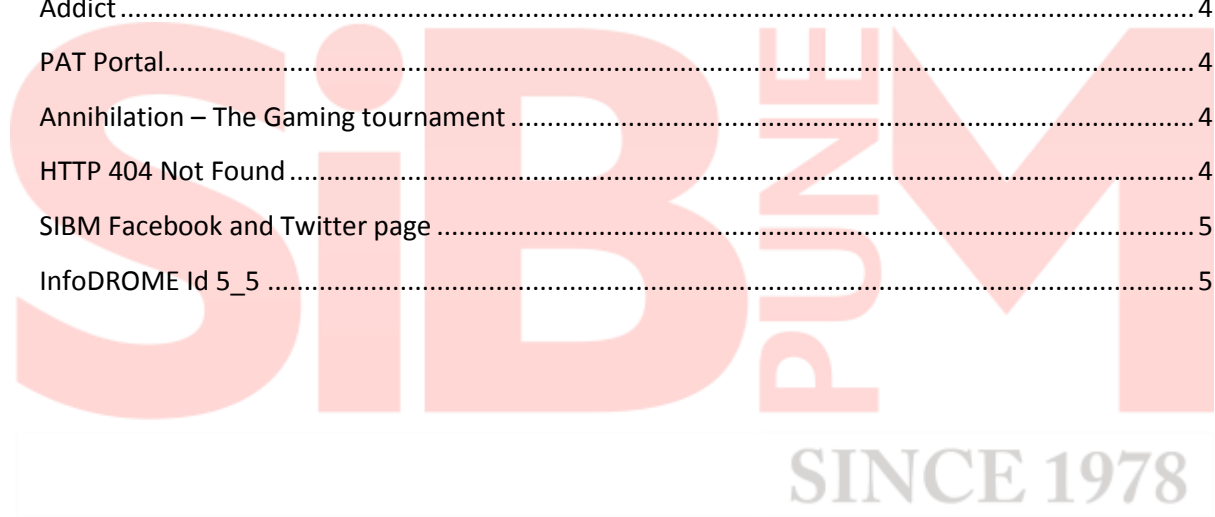 Addict ........................................................................................................................................ 4
PAT Portal.................................................................................................................................. 4
Annihilation – The Gaming tournament ..................................................................................... 4
HTTP 404 Not Found ................................................................................................................. 4
SIBM Facebook and Twitter page .............................................................................................. 5
InfoDROME Id 5_5 .................................................................................................................... 5
SiBM PUNE
SINCE 1978